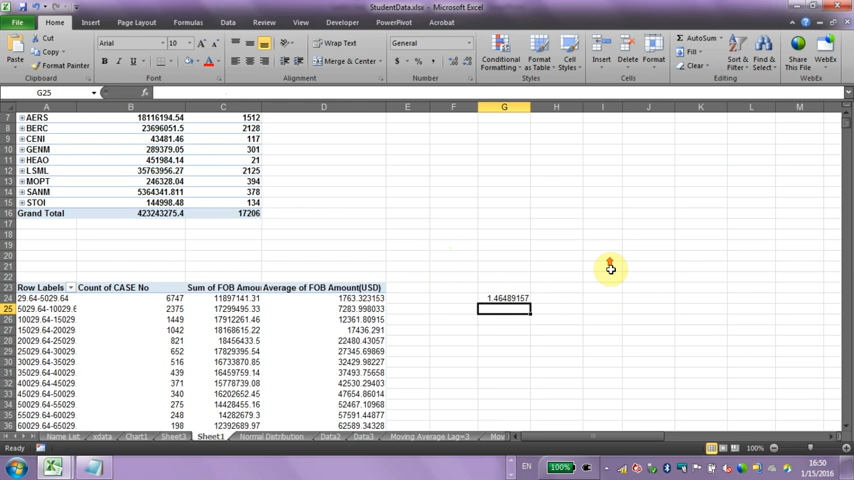 StudentData.xlsx - Microsoft Excel
File Home Insert Page Layout Formulas Data Review View Developer PowerPivot Acrobat
Paste Cut Copy Format Painter Clipboard
Arial 10 Font
Wrap Text Merge & Center Alignment
General Number
Conditional Formatting Format as Table Cell Styles Styles
Insert Delete Format Cells
AutoSum Fill Clear Sort & Filter Find & Select Editing
Share This File WebEx WebEx
G25 fx
A B C D E F G H I J K L M
7 AERS 18116194.54 1512
8 BERC 23696051.5 2128
9 CENI 43481.46 117
10 GENM 289379.05 301
11 HEAO 451984.14 21
12 LSML 35763956.27 2125
13 MOPT 246328.04 394
14 SANM 5364341.811 378
15 STOI 144998.48 134
16 Grand Total 423243275.4 17206
17
18
19
20
21
22
23 Row Labels Count of CASE No Sum of FOB Amoun Average of FOB Amount(USD)
24 29.64-5029.64 6747 11897141.31 1763.323153 1.46489157
25 5029.64-10029.6 2375 17299495.33 7283.998033
26 10029.64-15029 1449 17912261.46 12361.80915
27 15029.64-20029 1042 18168615.22 17436.291
28 20029.64-25029 821 18456433.5 22480.43057
29 25029.64-30029 652 17829395.54 27345.69869
30 30029.64-35029 516 16733870.85 32429.98227
31 35029.64-40029 439 16459759.14 37493.75658
32 40029.64-45029 371 15778739.08 42530.29403
33 45029.64-50029 340 16202652.45 47654.86014
34 50029.64-55029 275 14428455.16 52467.10968
35 55029.64-60029 248 14282679.3 57591.44877
36 60029.64-65029 198 12392689.97 62589.34328
Name List xdata Chart1 Sheet3 Sheet1 Normal Distribution Data2 Data3 Moving Average Lag=3 Mov
Ready 100%
EN 100% 16:50
1/15/2016